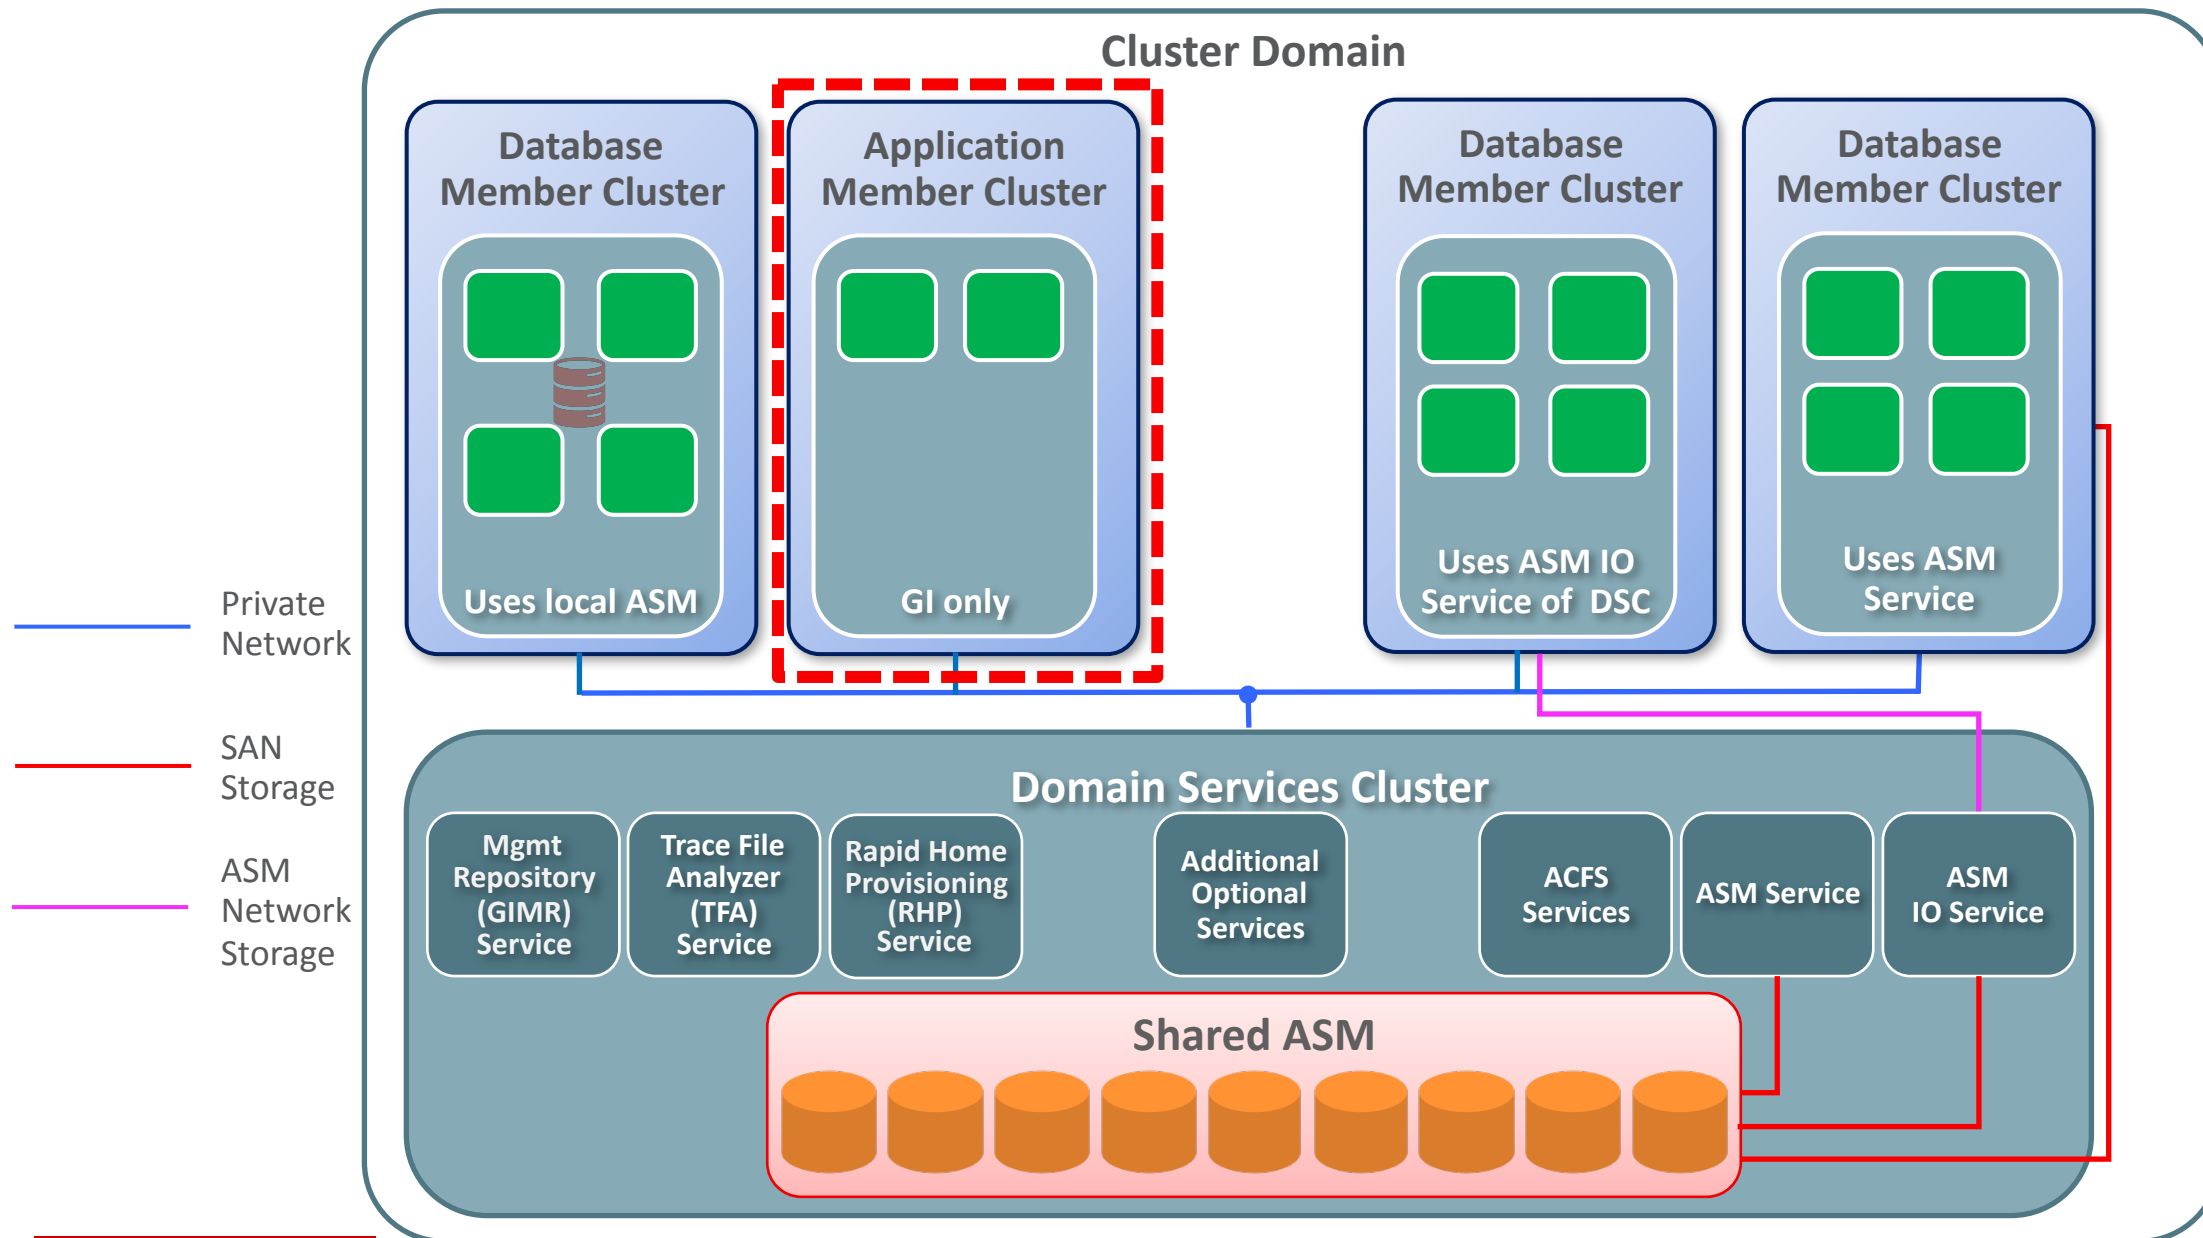 Cluster Domain
Database
Member Cluster
Uses local ASM
Application
Member Cluster
GI only
Database
Member Cluster
Uses ASM IO
Service of DSC
Database
Member Cluster
Uses ASM
Service
Private
Network
SAN
Storage
ASM
Network
Storage
Domain Services Cluster
Mgmt
Repository
(GIMR)
Service
Trace File
Analyzer
(TFA)
Service
Rapid Home
Provisioning
(RHP)
Service
Additional
Optional
Services
ACFS
Services
ASM Service
ASM
IO Service
Shared ASM